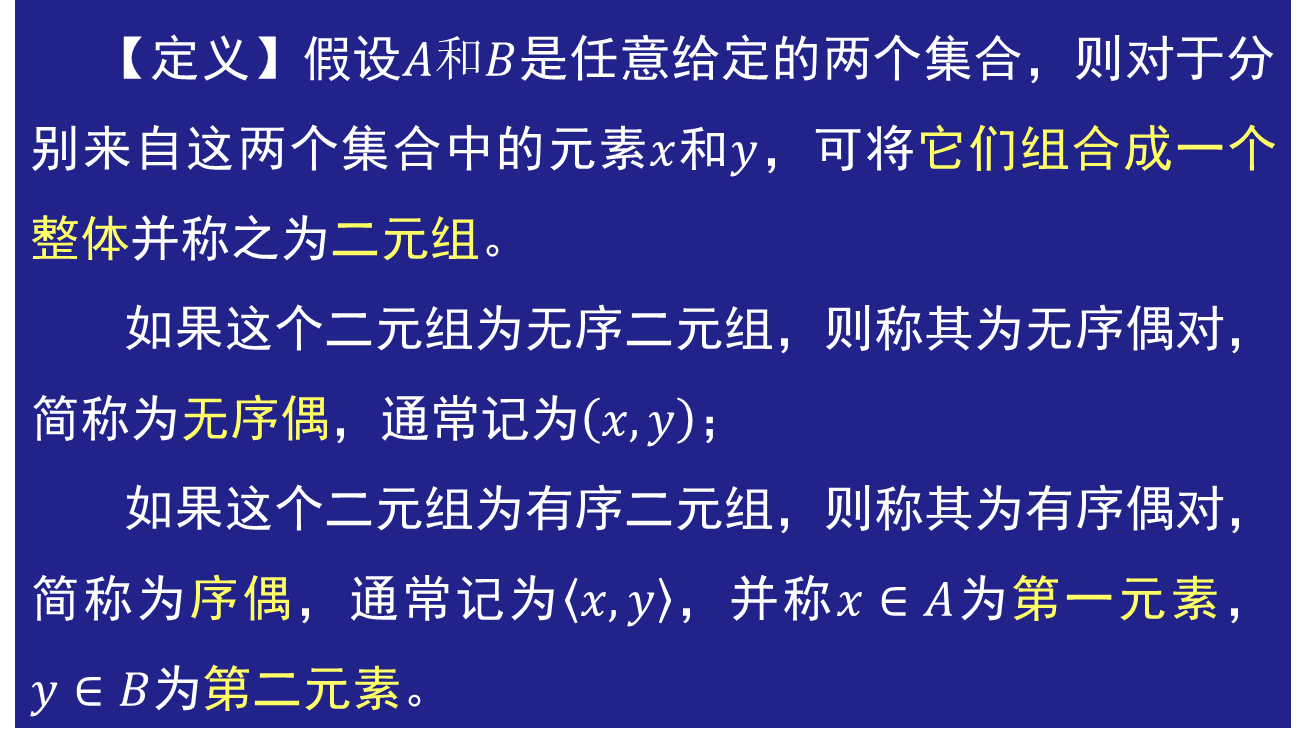 【定义】假设A和B是任意给定的两个集合，则对于分
别来自这两个集合中的元素x和y，可将它们组合成一个
整体并称之为二元组。
如果这个二元组为无序二元组，则称其为无序偶对，
简称为无序偶，通常记为(x, y)；
如果这个二元组为有序二元组，则称其为有序偶对，
简称为序偶，通常记为⟨x, y⟩，并称x ∈ A为第一元素，
y ∈ B为第二元素。